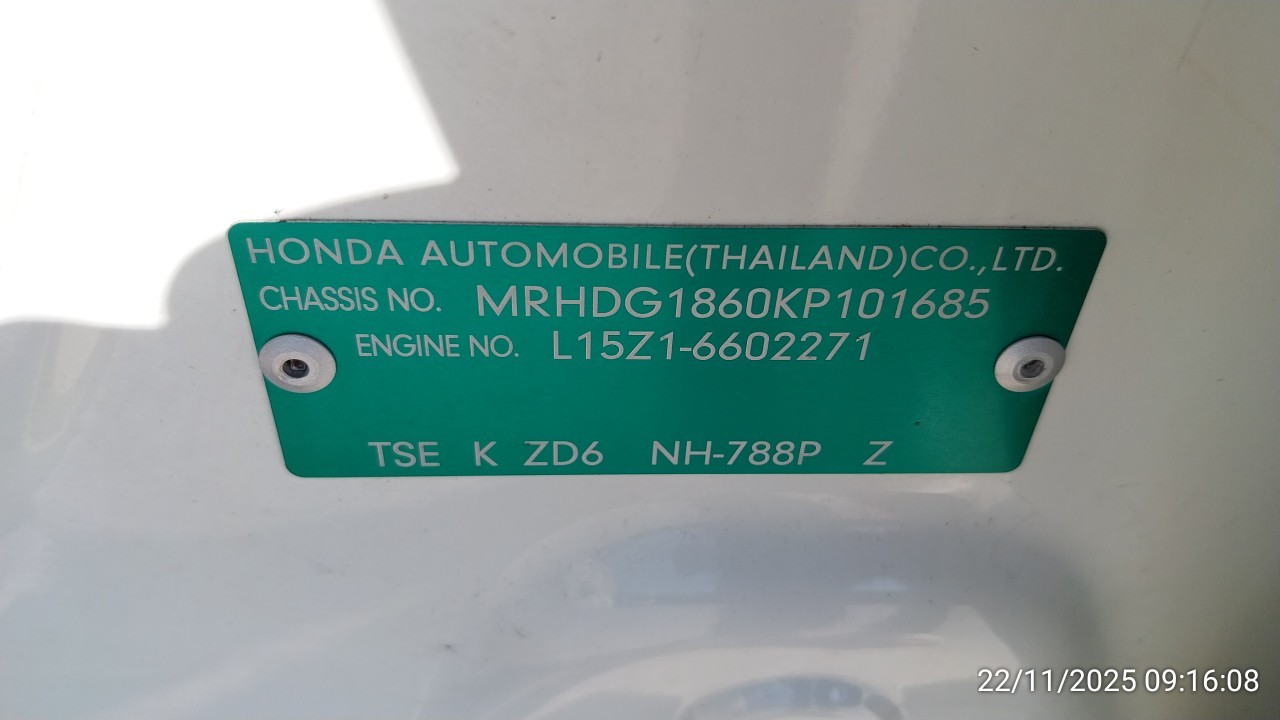 HONDA AUTOMOBILE(THAILAND)CO.,LTD.
CHASSIS NO. MRHDG1860KP101685
ENGINE NO. L15Z1-6602271
TSE K ZD6 NH-788P Z
22/11/2025 09:16:08